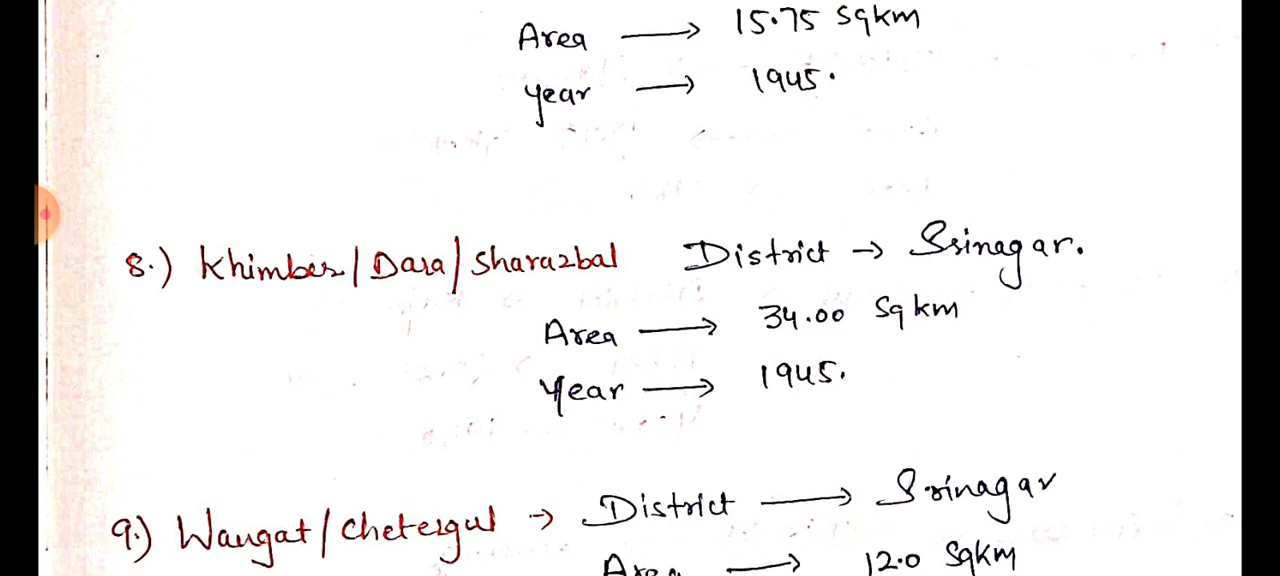 Area → 15.75 Sqkm
Year → 1945.
8.) Khimber/Dara/Sharazbal District → Srinagar.
Area → 34.00 Sqkm
Year → 1945.
9.) Wangat/Chetergul → District → Srinagar
Area → 12.0 Sqkm